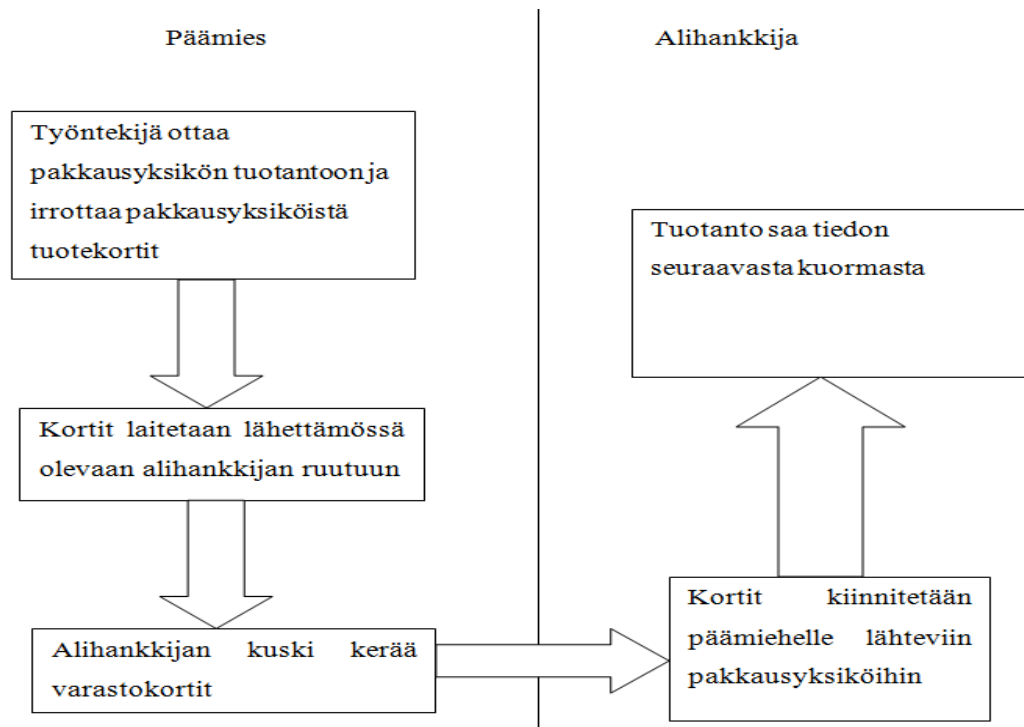 Päämies
Alihankkija
Työntekijä ottaa
pakkausyksikön tuotantoon ja
irrottaa pakkausyksiköistä
tuotekortit
Kortit laitetaan lähettämössä
olevaan alihankkijan ruutuun
Alihankkijan kuski kerää
varastokortit
Kortit kiinnitetään
päämiehelle lähteviin
pakkausyksiköihin
Tuotanto saa tiedon
seuraavasta kuormasta